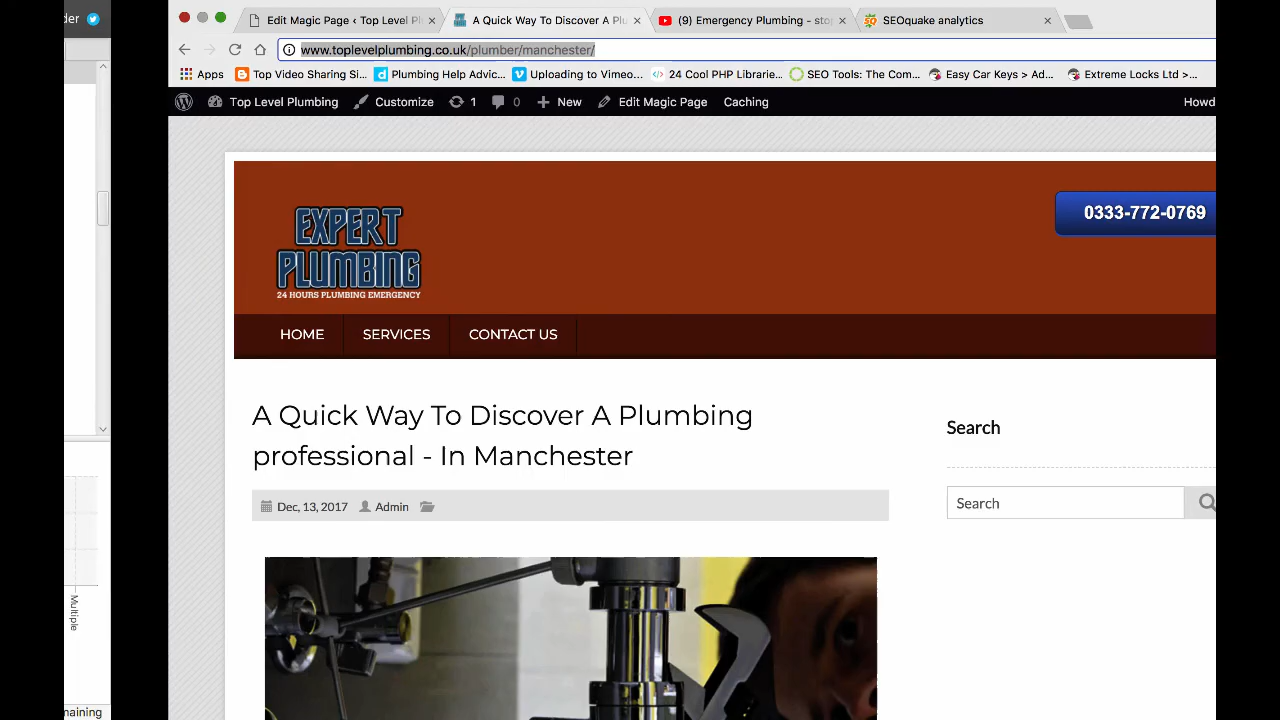 der
Edit Magic Page ‹ Top Level Pl
A Quick Way To Discover A Plu
(9) Emergency Plumbing - stop
SEOquake analytics
www.toplevelplumbing.co.uk/plumber/manchester/
Apps
Top Video Sharing Si...
Plumbing Help Advic...
Uploading to Vimeo...
24 Cool PHP Librarie...
SEO Tools: The Com...
Easy Car Keys > Ad...
Extreme Locks Ltd >...
Top Level Plumbing
Customize
1
0
New
Edit Magic Page
Caching
Howd
EXPERT
PLUMBING
24 HOURS PLUMBING EMERGENCY
0333-772-0769
HOME
SERVICES
CONTACT US
A Quick Way To Discover A Plumbing
professional - In Manchester
Search
Dec, 13, 2017
Admin
Search
Multiple
maining